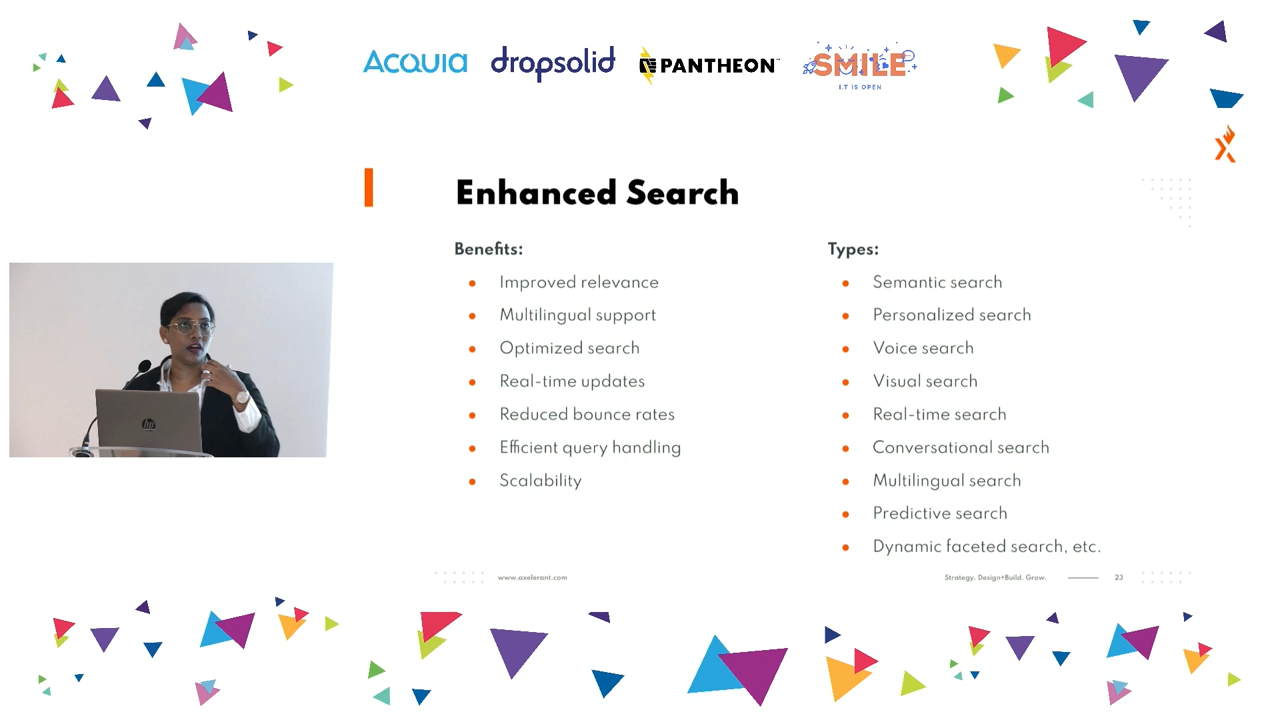 Acquia
dropsolid
PANTHEON
SMILE
I.T IS OPEN
Enhanced Search
Benefits:
● Improved relevance
● Multilingual support
● Optimized search
● Real-time updates
● Reduced bounce rates
● Efficient query handling
● Scalability
Types:
● Semantic search
● Personalized search
● Voice search
● Visual search
● Real-time search
● Conversational search
● Multilingual search
● Predictive search
● Dynamic faceted search, etc.
www.axelerant.com
Strategy. Design+Build. Grow.
23
hp